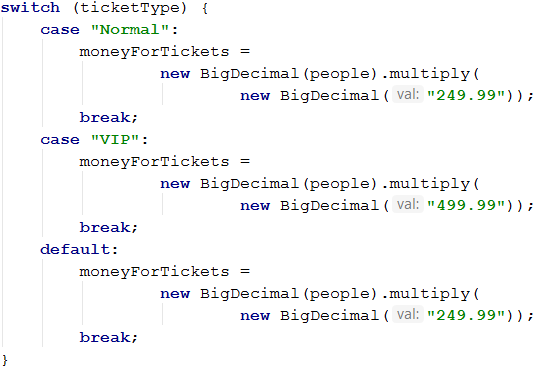 switch (ticketType) {
    case "Normal":
        moneyForTickets =
                new BigDecimal(people).multiply(
                        new BigDecimal( val: "249.99"));
        break;
    case "VIP":
        moneyForTickets =
                new BigDecimal(people).multiply(
                        new BigDecimal( val: "499.99"));
        break;
    default:
        moneyForTickets =
                new BigDecimal(people).multiply(
                        new BigDecimal( val: "249.99"));
        break;
}